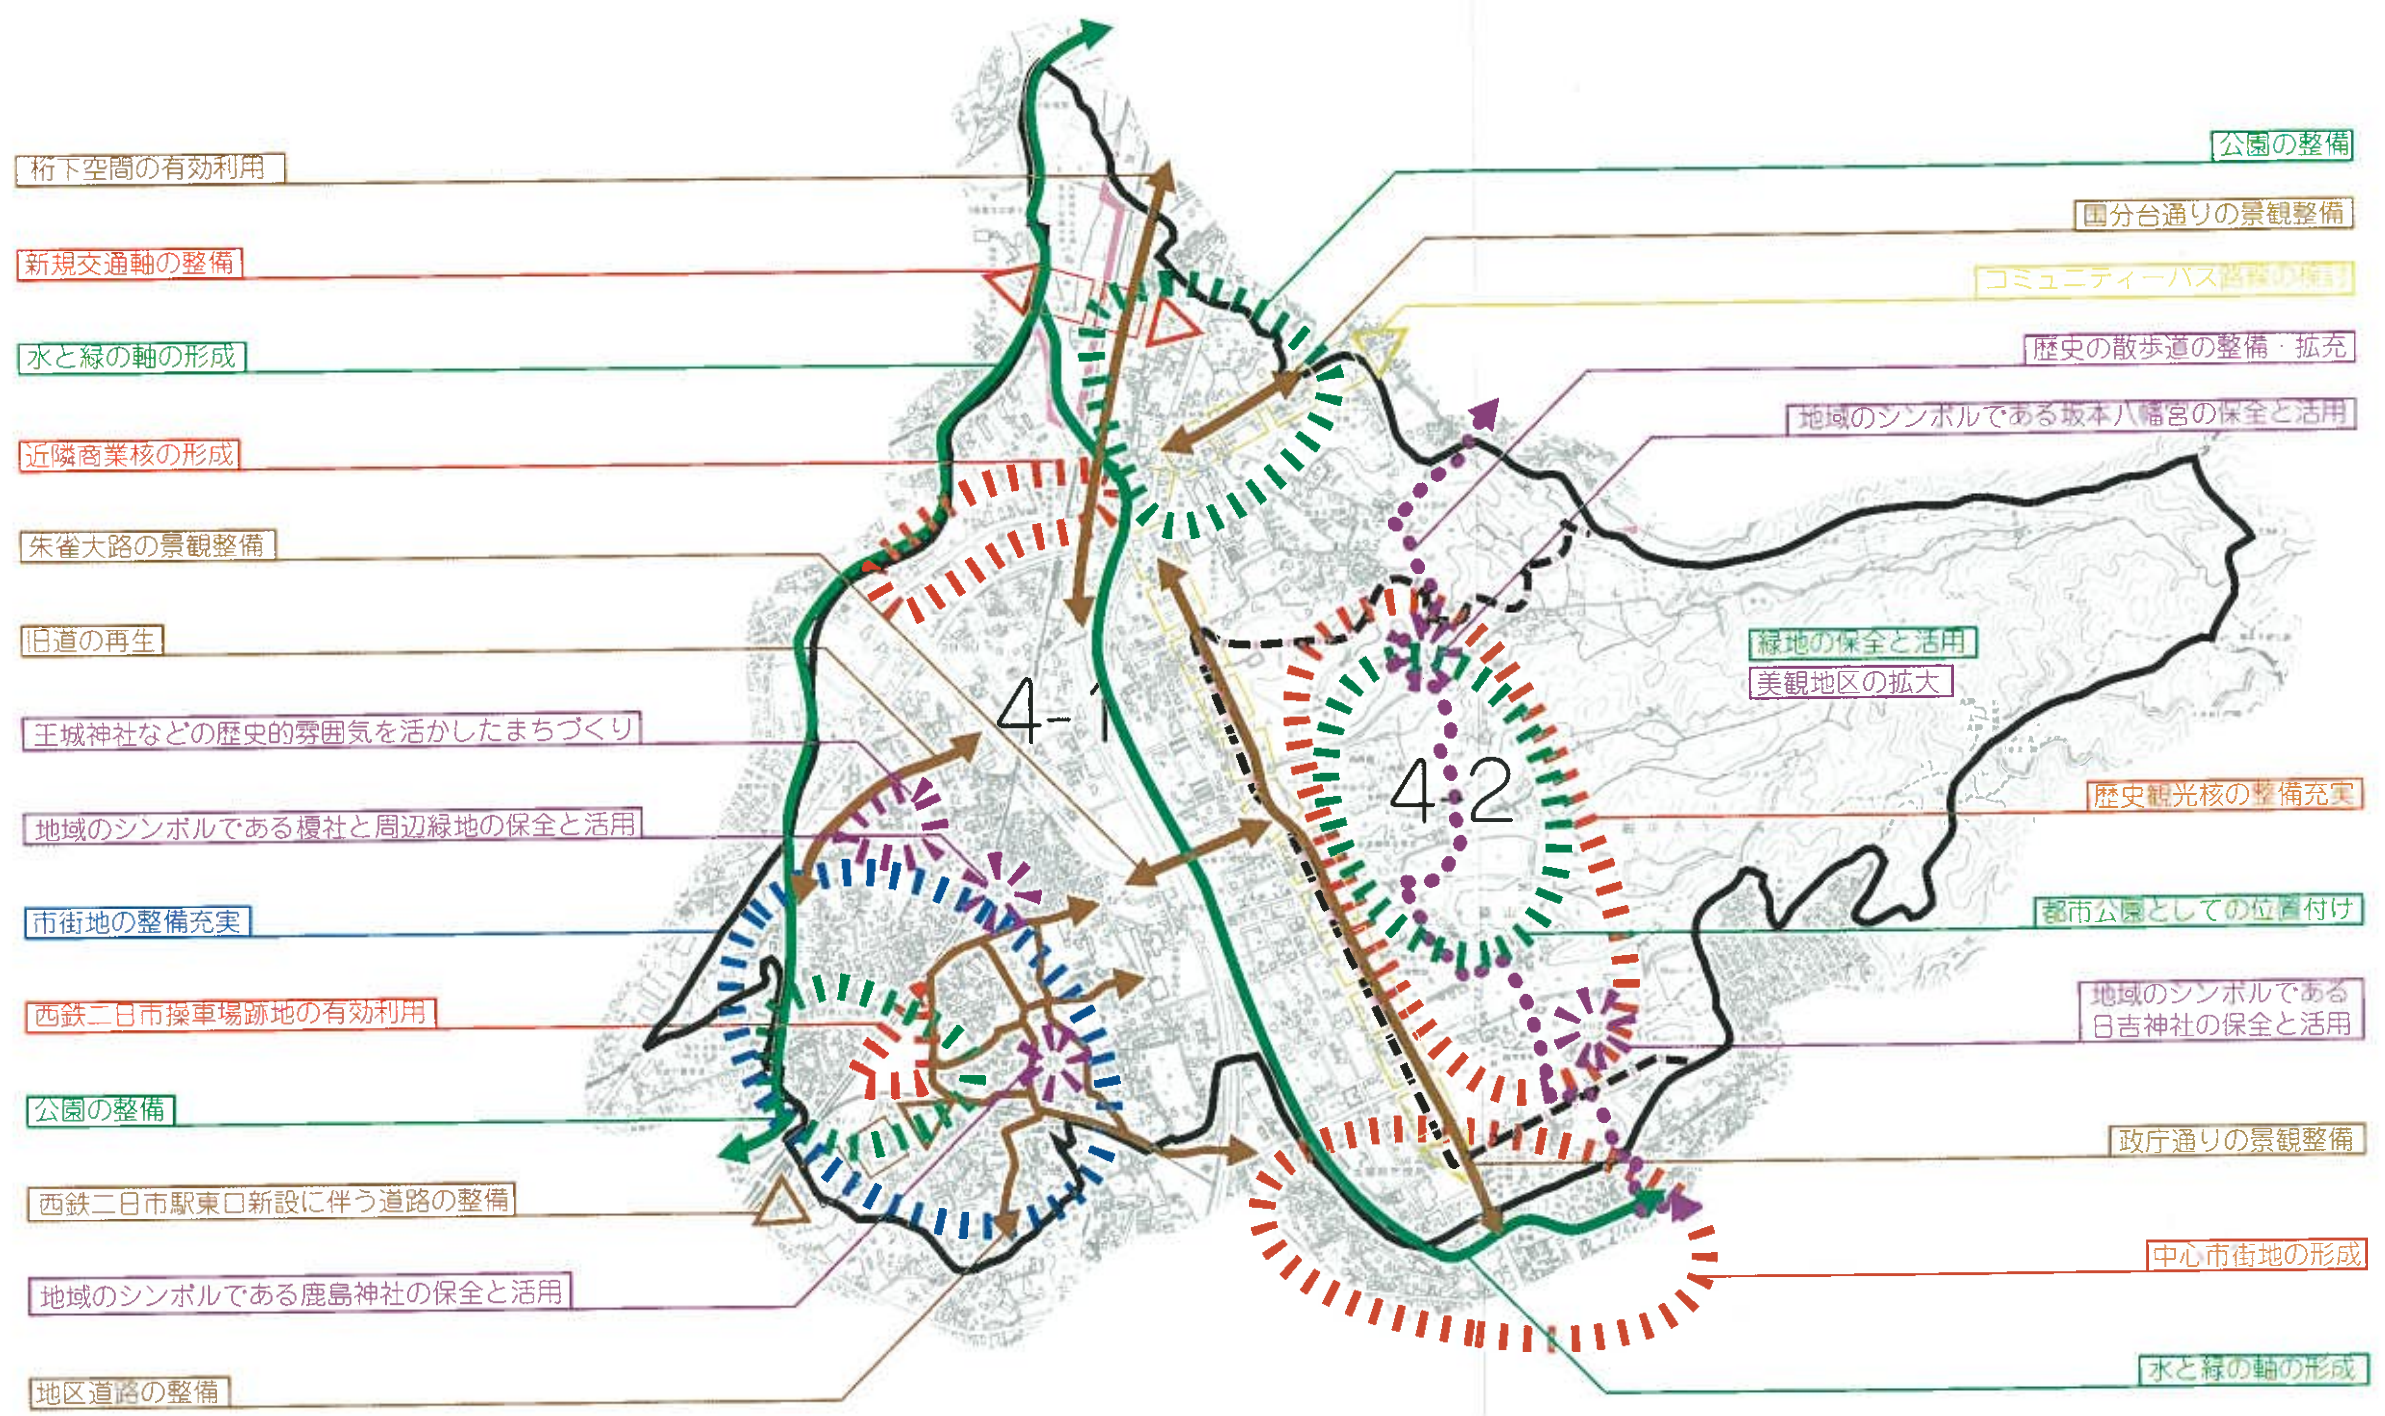 桁下空間の有効利用
新規交通軸の整備
水と緑の軸の形成
近隣商業核の形成
朱雀大路の景観整備
旧道の再生
王城神社などの歴史的雰囲気を活かしたまちづくり
地域のシンボルである榎社と周辺緑地の保全と活用
市街地の整備充実
西鉄二日市操車場跡地の有効利用
公園の整備
西鉄二日市駅東口新設に伴う道路の整備
地域のシンボルである鹿島神社の保全と活用
地区道路の整備
4-1
4-2
公園の整備
国分台通りの景観整備
コミュニティーバス路線の検討
歴史の散歩道の整備・拡充
地域のシンボルである坂本八幡宮の保全と活用
緑地の保全と活用
美観地区の拡大
歴史観光核の整備充実
都市公園としての位置付け
地域のシンボルである
日吉神社の保全と活用
政庁通りの景観整備
中心市街地の形成
水と緑の軸の形成